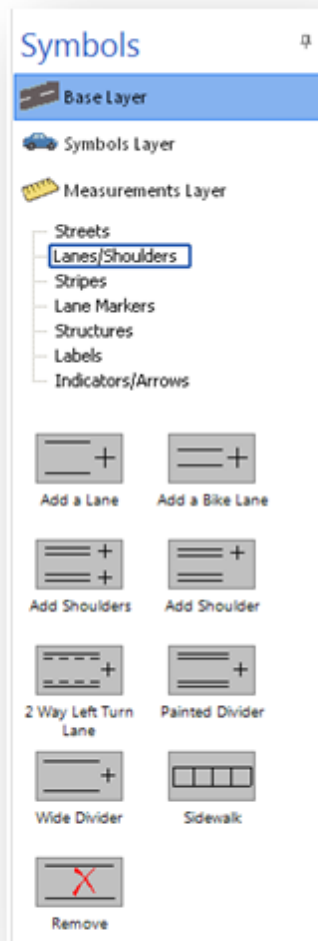 Symbols
Base Layer
Symbols Layer
Measurements Layer
Streets
Lanes/Shoulders
Stripes
Lane Markers
Structures
Labels
Indicators/Arrows
Add a Lane
Add a Bike Lane
Add Shoulders
Add Shoulder
2 Way Left Turn
Lane
Painted Divider
Wide Divider
Sidewalk
Remove